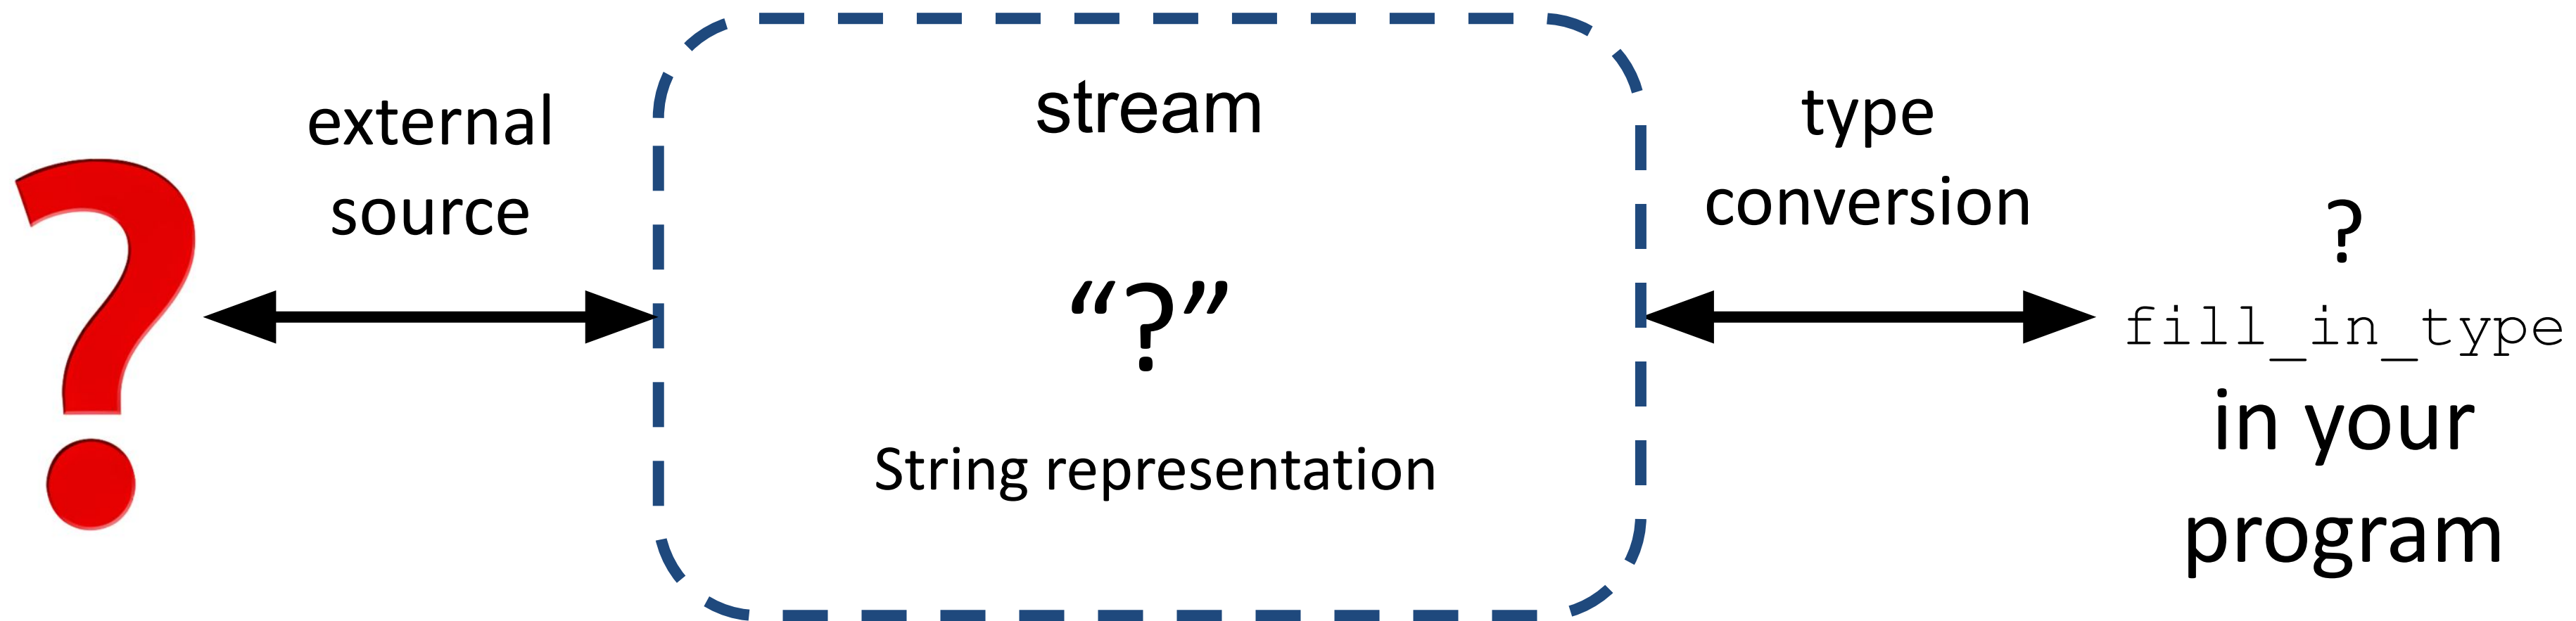 ?
external
source
stream
“?”
String representation
type
conversion
?
fill_in_type
in your
program